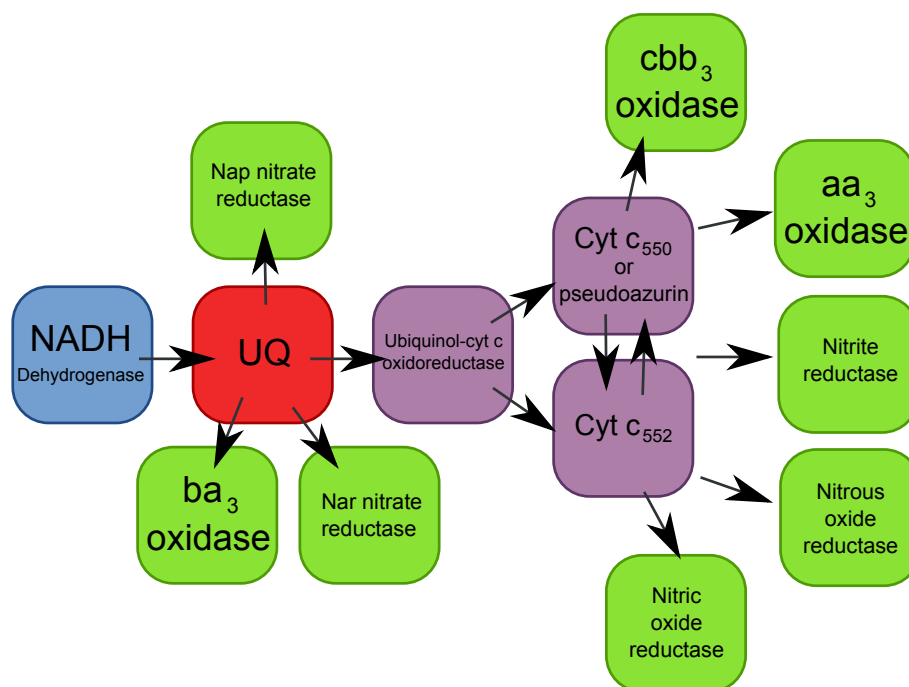 cbb3
oxidase
Nap nitrate
reductase
aa3
oxidase
Cyt c550
or
pseudoazurin
NADH
Dehydrogenase
UQ
Ubiquinol-cyt c
oxidoreductase
Nitrite
reductase
Cyt c552
ba3
oxidase
Nar nitrate
reductase
Nitrous
oxide
reductase
Nitric
oxide
reductase